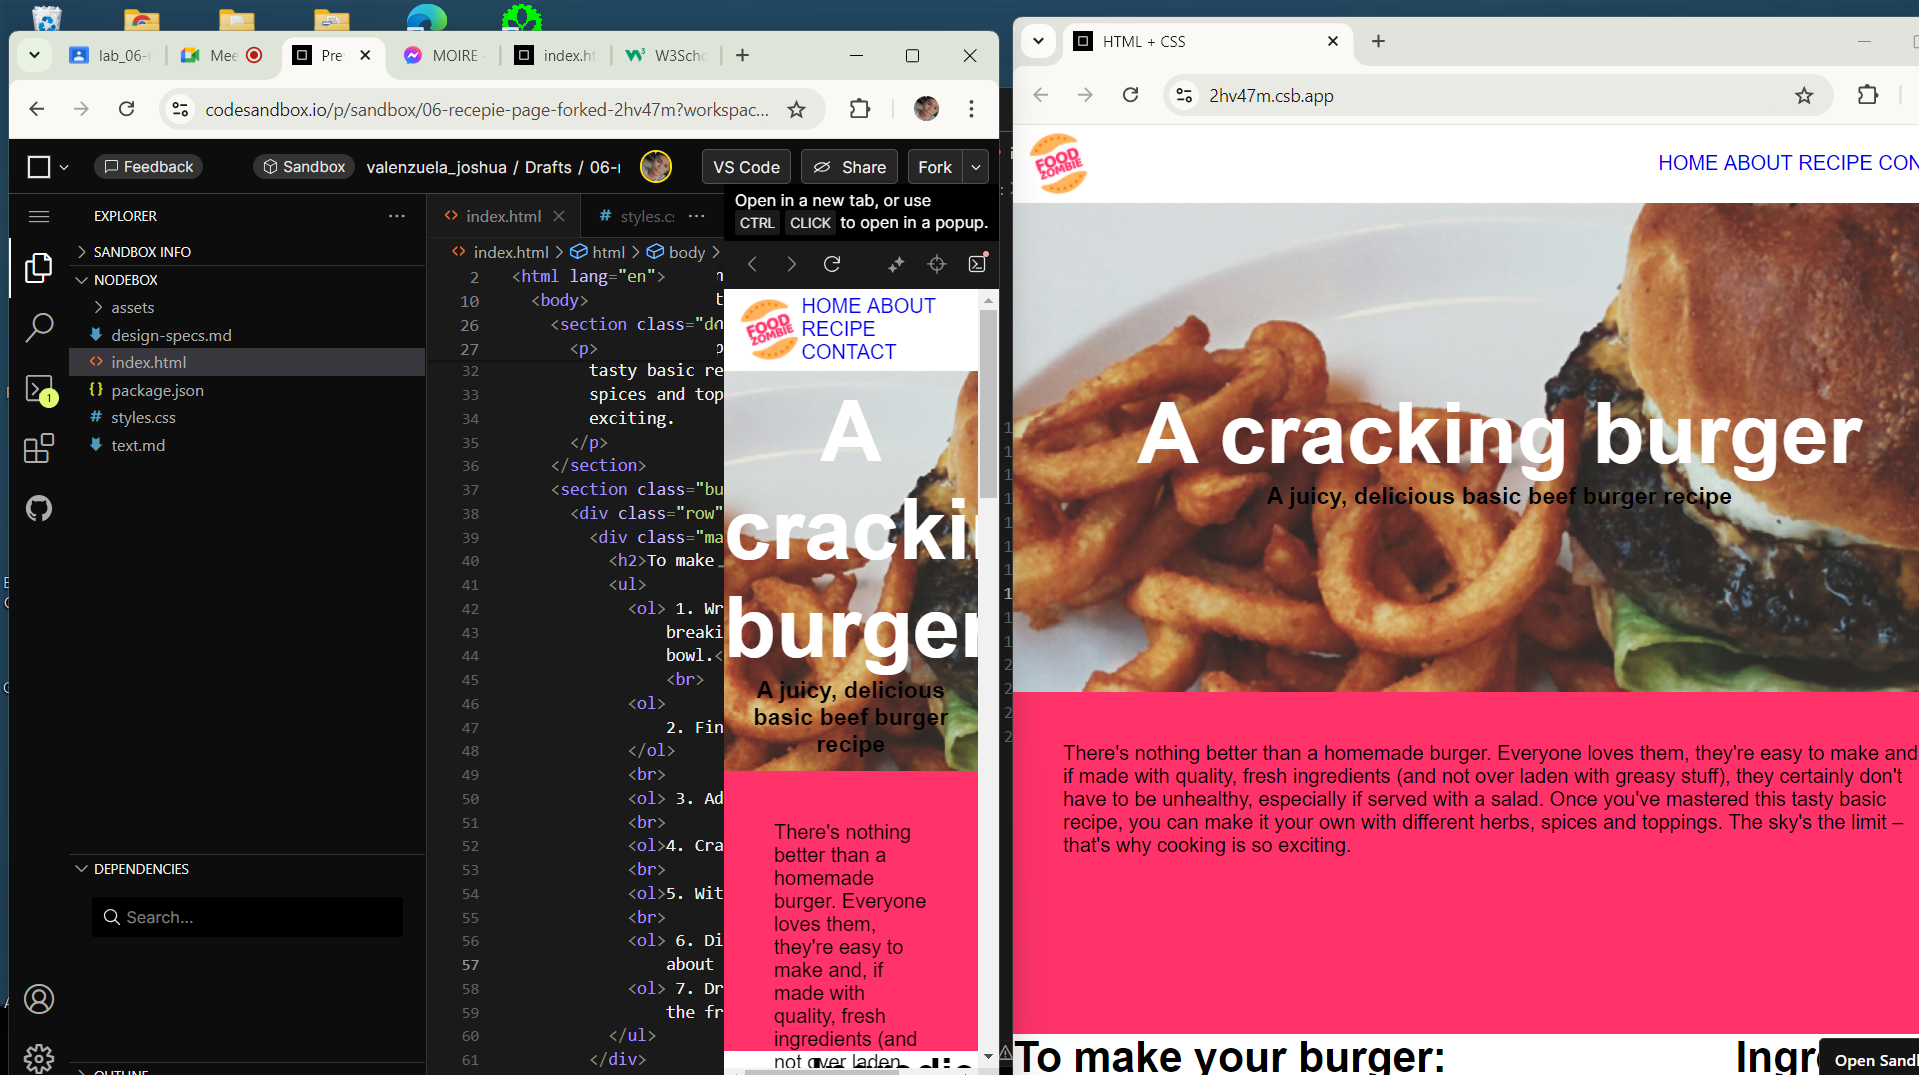 lab_06-
Mee
Pre
MOIRE
index.ht
W3Scho
codesandbox.io/p/sandbox/06-recepie-page-forked-2hv47m?workspac...
Feedback
Sandbox
valenzuela_joshua / Drafts / 06-r
VS Code
Share
Fork
Open in a new tab, or use
CTRL CLICK to open in a popup.
EXPLORER
SANDBOX INFO
NODEBOX
assets
design-specs.md
index.html
package.json
styles.css
text.md
1
DEPENDENCIES
Search...
OUTLINE
index.html
styles.cs
index.html > html > body >
2 <html lang="en">
10 <body>
26 <section class="de
27 <p>
32 tasty basic re
33 spices and top
34 exciting.
35 </p>
36 </section>
37 <section class="bu
38 <div class="row"
39 <div class="ma
40 <h2>To make
41 <ul>
42 <ol> 1. Wr
43 breaki
44 bowl.<
45 <br>
46 <ol>
47 2. Fin
48 </ol>
49 <br>
50 <ol> 3. Ad
51 <br>
52 <ol>4. Cra
53 <br>
54 <ol>5. Wit
55 <br>
56 <ol> 6. Di
57 about
58 <ol> 7. Dr
59 the fr
60 </ul>
61 </div>
FOOD
ZOMBIE
HOME ABOUT
RECIPE
CONTACT
A
crackin
burger
A juicy, delicious
basic beef burger
recipe
There's nothing
better than a
homemade
burger. Everyone
loves them,
they're easy to
make and, if
made with
quality, fresh
ingredients (and
not over laden
HTML + CSS
2hv47m.csb.app
FOOD
ZOMBIE
HOME ABOUT RECIPE CON
A cracking burger
A juicy, delicious basic beef burger recipe
There's nothing better than a homemade burger. Everyone loves them, they're easy to make and
if made with quality, fresh ingredients (and not over laden with greasy stuff), they certainly don't
have to be unhealthy, especially if served with a salad. Once you've mastered this tasty basic
recipe, you can make it your own with different herbs, spices and toppings. The sky's the limit –
that's why cooking is so exciting.
To make your burger:
Ingre
Open Sand